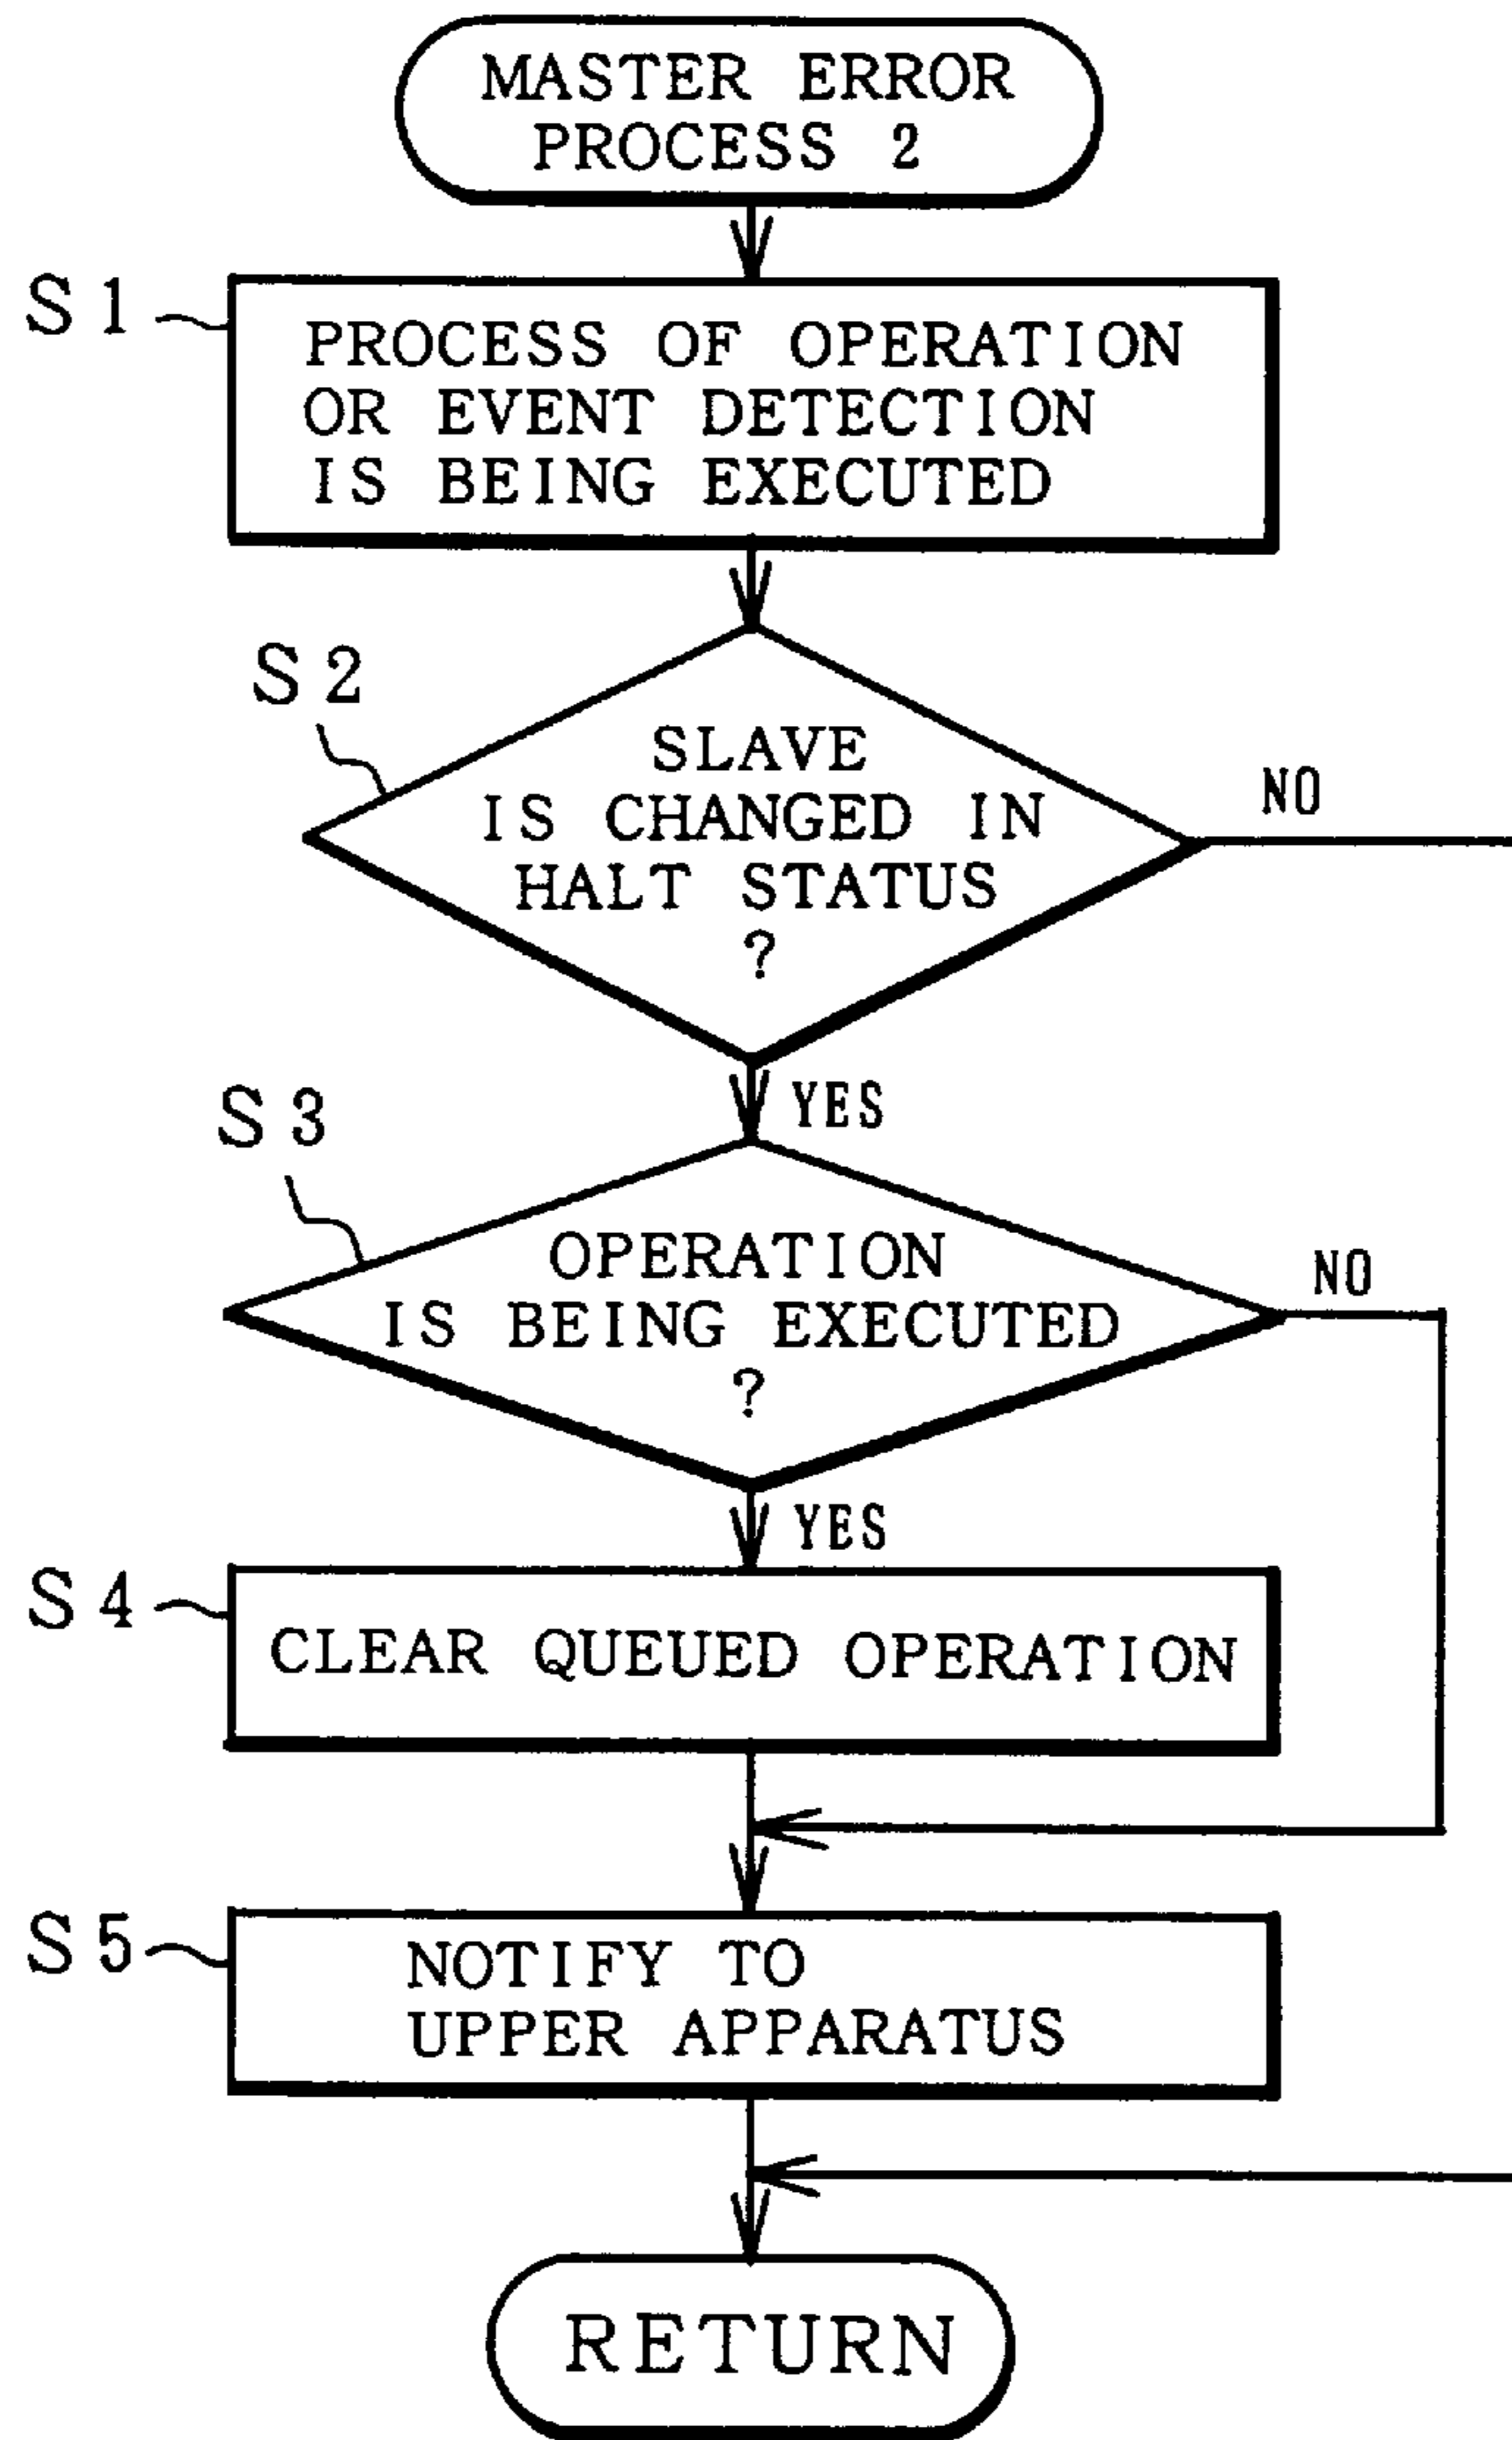 MASTER ERROR
PROCESS 2
S1
PROCESS OF OPERATION
OR EVENT DETECTION
IS BEING EXECUTED
S2
SLAVE
IS CHANGED IN
HALT STATUS
?
NO
YES
S3
OPERATION
IS BEING EXECUTED
?
NO
YES
S4
CLEAR QUEUED OPERATION
S5
NOTIFY TO
UPPER APPARATUS
RETURN